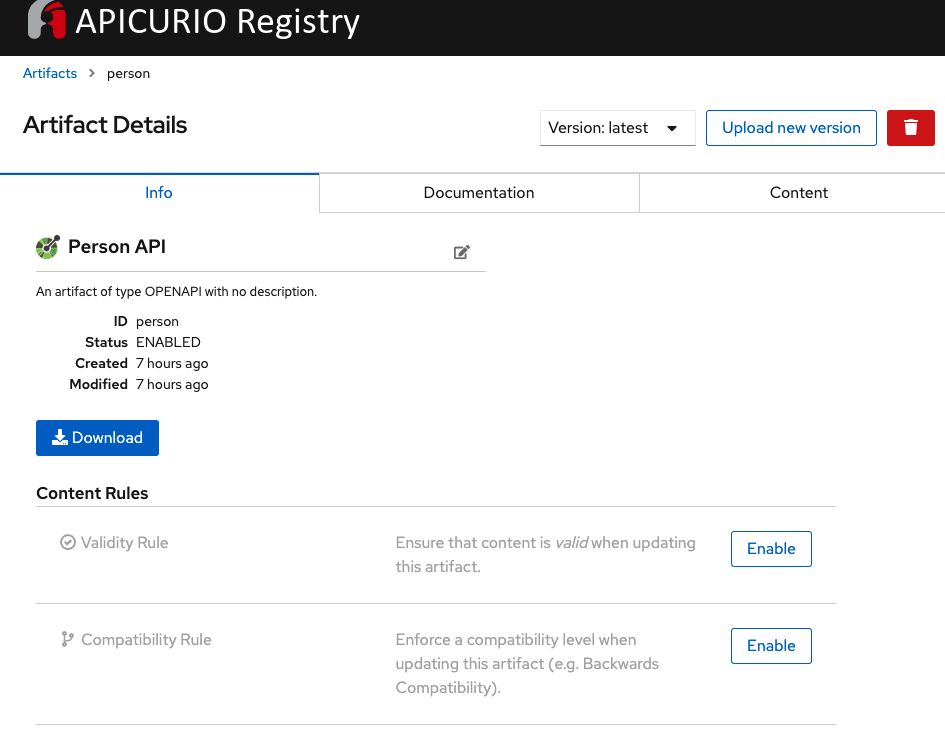 APICURIO Registry
Artifacts > person
Artifact Details
Version: latest
Upload new version
Info
Documentation
Content
Person API
An artifact of type OPENAPI with no description.
ID person
Status ENABLED
Created 7 hours ago
Modified 7 hours ago
Download
Content Rules
Validity Rule
Ensure that content is valid when updating
this artifact.
Enable
Compatibility Rule
Enforce a compatibility level when
updating this artifact (e.g. Backwards
Compatibility).
Enable